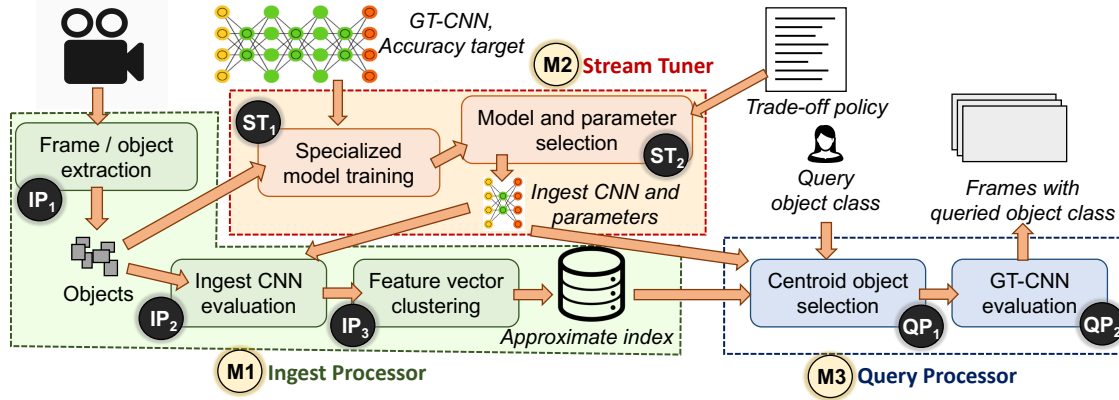 GT-CNN,
Accuracy target
M2 Stream Tuner
Trade-off policy
ST1
Specialized
model training
Model and parameter
selection
ST2
Frame / object
extraction
IP1
Ingest CNN and
parameters
Query
object class
Frames with
queried object class
Objects
Ingest CNN
evaluation
IP2
Feature vector
clustering
IP3
Approximate index
Centroid object
selection
QP1
GT-CNN
evaluation
QP2
M1 Ingest Processor
M3 Query Processor